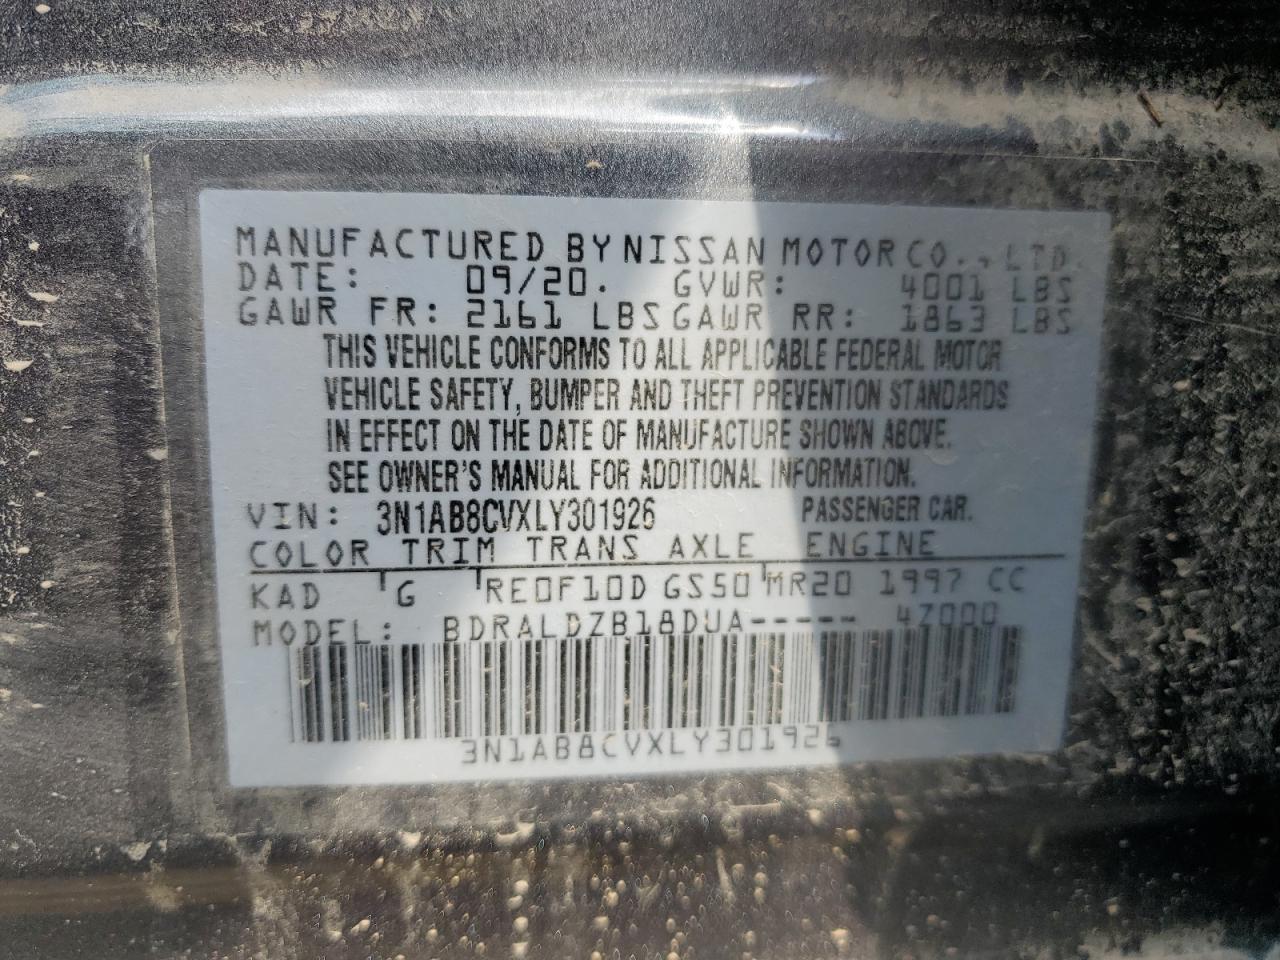 MANUFACTURED BY NISSAN MOTOR CO., LTD.
DATE: 09/20. GVWR: 4001 LBS
GAWR FR: 2161 LBS GAWR RR: 1863 LBS
THIS VEHICLE CONFORMS TO ALL APPLICABLE FEDERAL MOTOR
VEHICLE SAFETY, BUMPER AND THEFT PREVENTION STANDARDS
IN EFFECT ON THE DATE OF MANUFACTURE SHOWN ABOVE.
SEE OWNER'S MANUAL FOR ADDITIONAL INFORMATION.
VIN: 3N1AB8CVXLY301926 PASSENGER CAR.
COLOR TRIM TRANS AXLE ENGINE
KAD G RE0F10D GS50 MR20 1997 CC
MODEL: BDRALDZB18DUA----- 4Z000
3N1AB8CVXLY301926